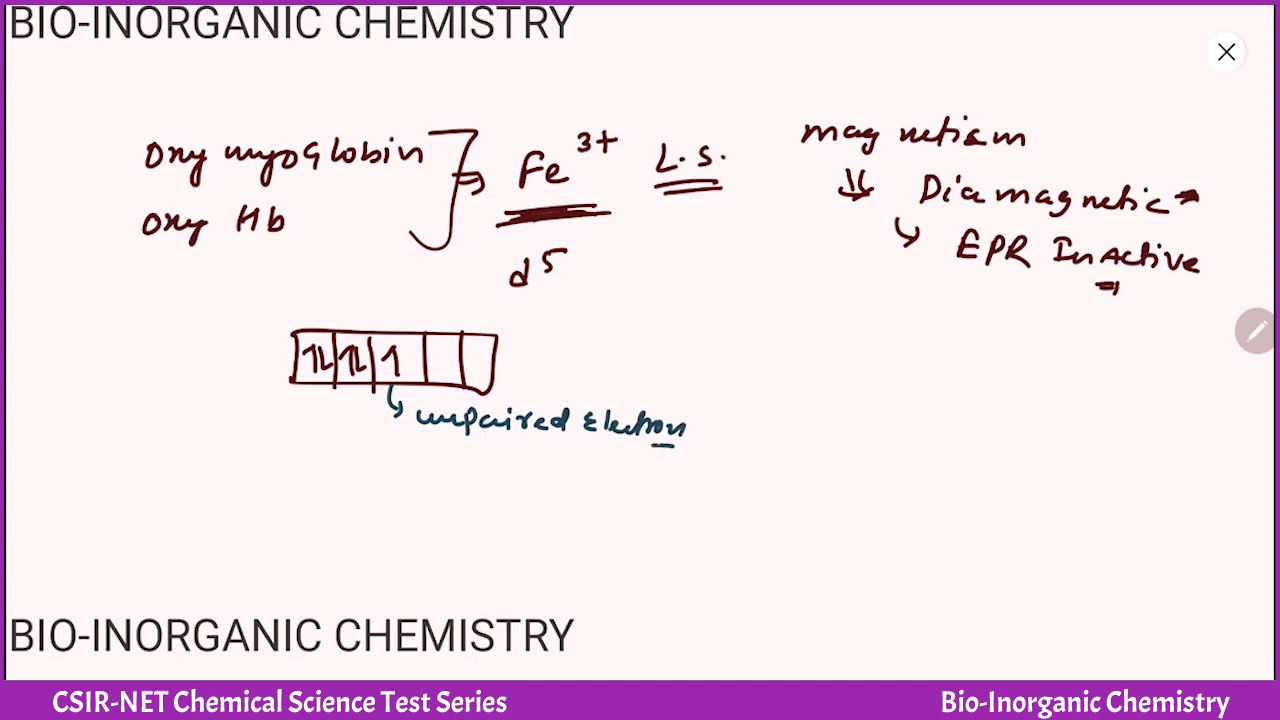 BIO-INORGANIC CHEMISTRY
Oxy myoglobin
Oxy Hb
Fe³⁺ L.S.
d⁵
magnetism
Diamagnetic
EPR InActive
unpaired Electron
BIO-INORGANIC CHEMISTRY
CSIR-NET Chemical Science Test Series
Bio-Inorganic Chemistry